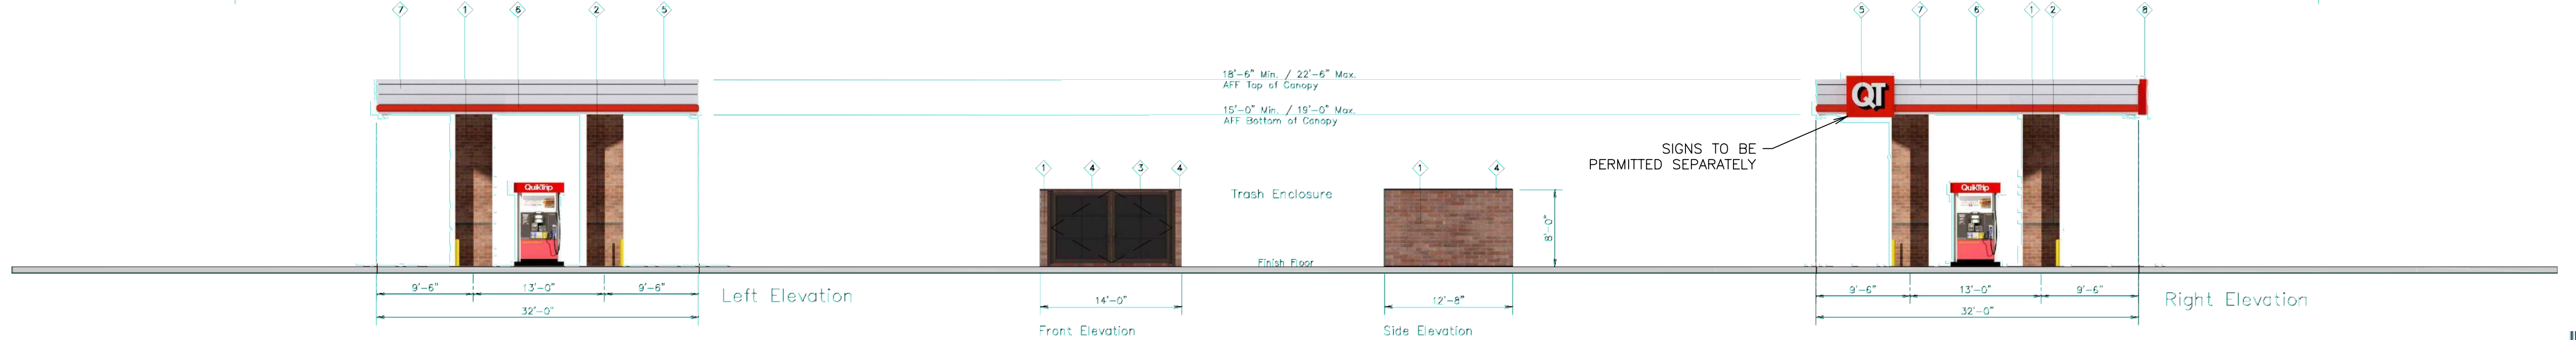 7 1 6 2 5
5 7 6 1 2 8
18'-6" Min. / 22'-6" Max.
AFF Top of Canopy
QT
15'-0" Min. / 19'-0" Max.
AFF Bottom of Canopy
SIGNS TO BE
PERMITTED SEPARATELY
1 4 3 4
1 4
QuikTrip
Trash Enclosure
QuikTrip
8'-0"
Finish Floor
9'-6" 13'-0" 9'-6"
32'-0"
Left Elevation
14'-0"
Front Elevation
12'-8"
Side Elevation
9'-6" 13'-0" 9'-6"
32'-0"
Right Elevation